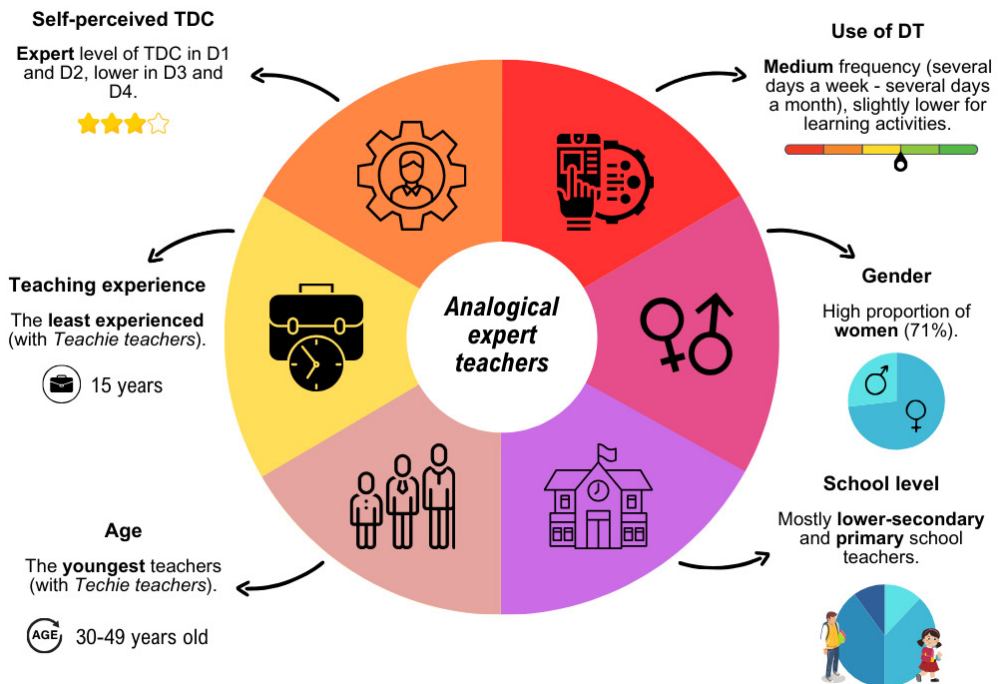 Self-perceived TDC
Expert level of TDC in D1
and D2, lower in D3 and
D4.
Use of DT
Medium frequency (several
days a week - several days
a month), slightly lower for
learning activities.
Teaching experience
The least experienced
(with Teachie teachers).
15 years
Analogical
expert
teachers
Gender
High proportion of
women (71%).
Age
The youngest teachers
(with Techie teachers).
AGE
30-49 years old
School level
Mostly lower-secondary
and primary school
teachers.